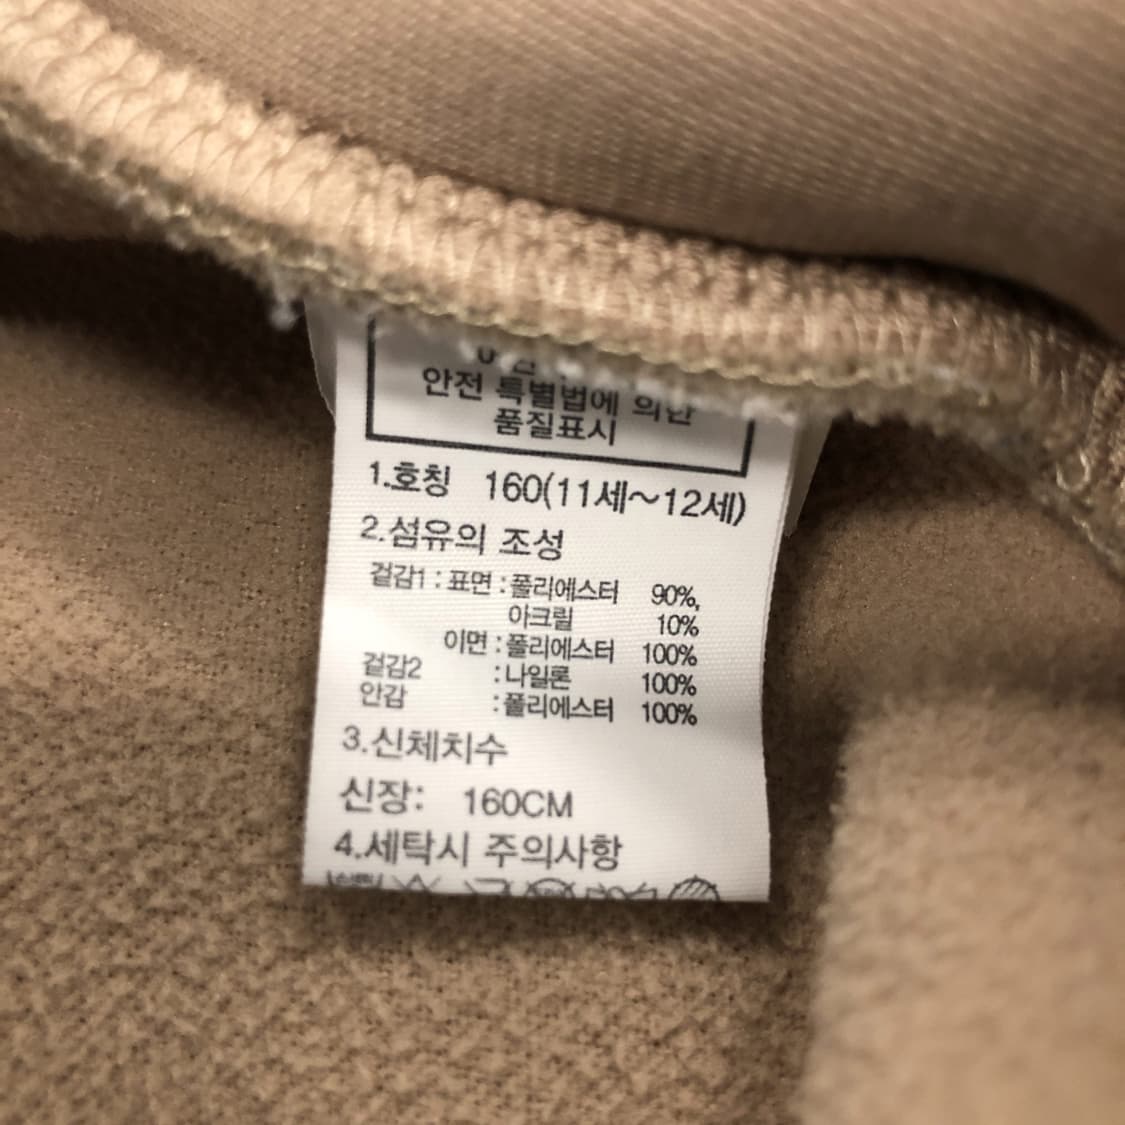 안전 특별법에 의한
품질표시
1.호칭 160(11세~12세)
2.섬유의 조성
겉감1 : 표면 : 폴리에스터 90%,
아크릴 10%
이면 : 폴리에스터 100%
겉감2 : 나일론 100%
안감 : 폴리에스터 100%
3.신체치수
신장: 160CM
4.세탁시 주의사항